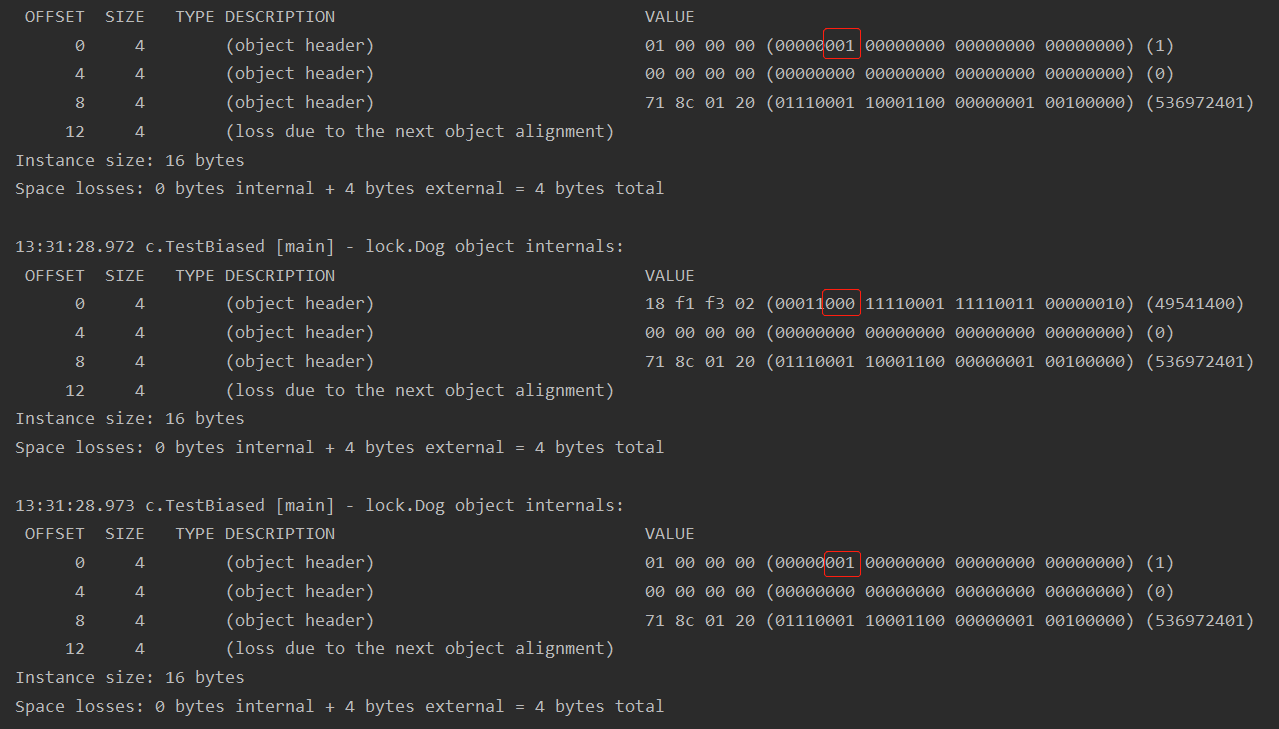 OFFSET  SIZE   TYPE DESCRIPTION                               VALUE
      0     4        (object header)                           01 00 00 00 (00000001 00000000 00000000 00000000) (1)
      4     4        (object header)                           00 00 00 00 (00000000 00000000 00000000 00000000) (0)
      8     4        (object header)                           71 8c 01 20 (01110001 10001100 00000001 00100000) (536972401)
     12     4        (loss due to the next object alignment)
Instance size: 16 bytes
Space losses: 0 bytes internal + 4 bytes external = 4 bytes total
13:31:28.972 c.TestBiased [main] - lock.Dog object internals:
 OFFSET  SIZE   TYPE DESCRIPTION                               VALUE
      0     4        (object header)                           18 f1 f3 02 (00011000 11110001 11110011 00000010) (49541400)
      4     4        (object header)                           00 00 00 00 (00000000 00000000 00000000 00000000) (0)
      8     4        (object header)                           71 8c 01 20 (01110001 10001100 00000001 00100000) (536972401)
     12     4        (loss due to the next object alignment)
Instance size: 16 bytes
Space losses: 0 bytes internal + 4 bytes external = 4 bytes total
13:31:28.973 c.TestBiased [main] - lock.Dog object internals:
 OFFSET  SIZE   TYPE DESCRIPTION                               VALUE
      0     4        (object header)                           01 00 00 00 (00000001 00000000 00000000 00000000) (1)
      4     4        (object header)                           00 00 00 00 (00000000 00000000 00000000 00000000) (0)
      8     4        (object header)                           71 8c 01 20 (01110001 10001100 00000001 00100000) (536972401)
     12     4        (loss due to the next object alignment)
Instance size: 16 bytes
Space losses: 0 bytes internal + 4 bytes external = 4 bytes total